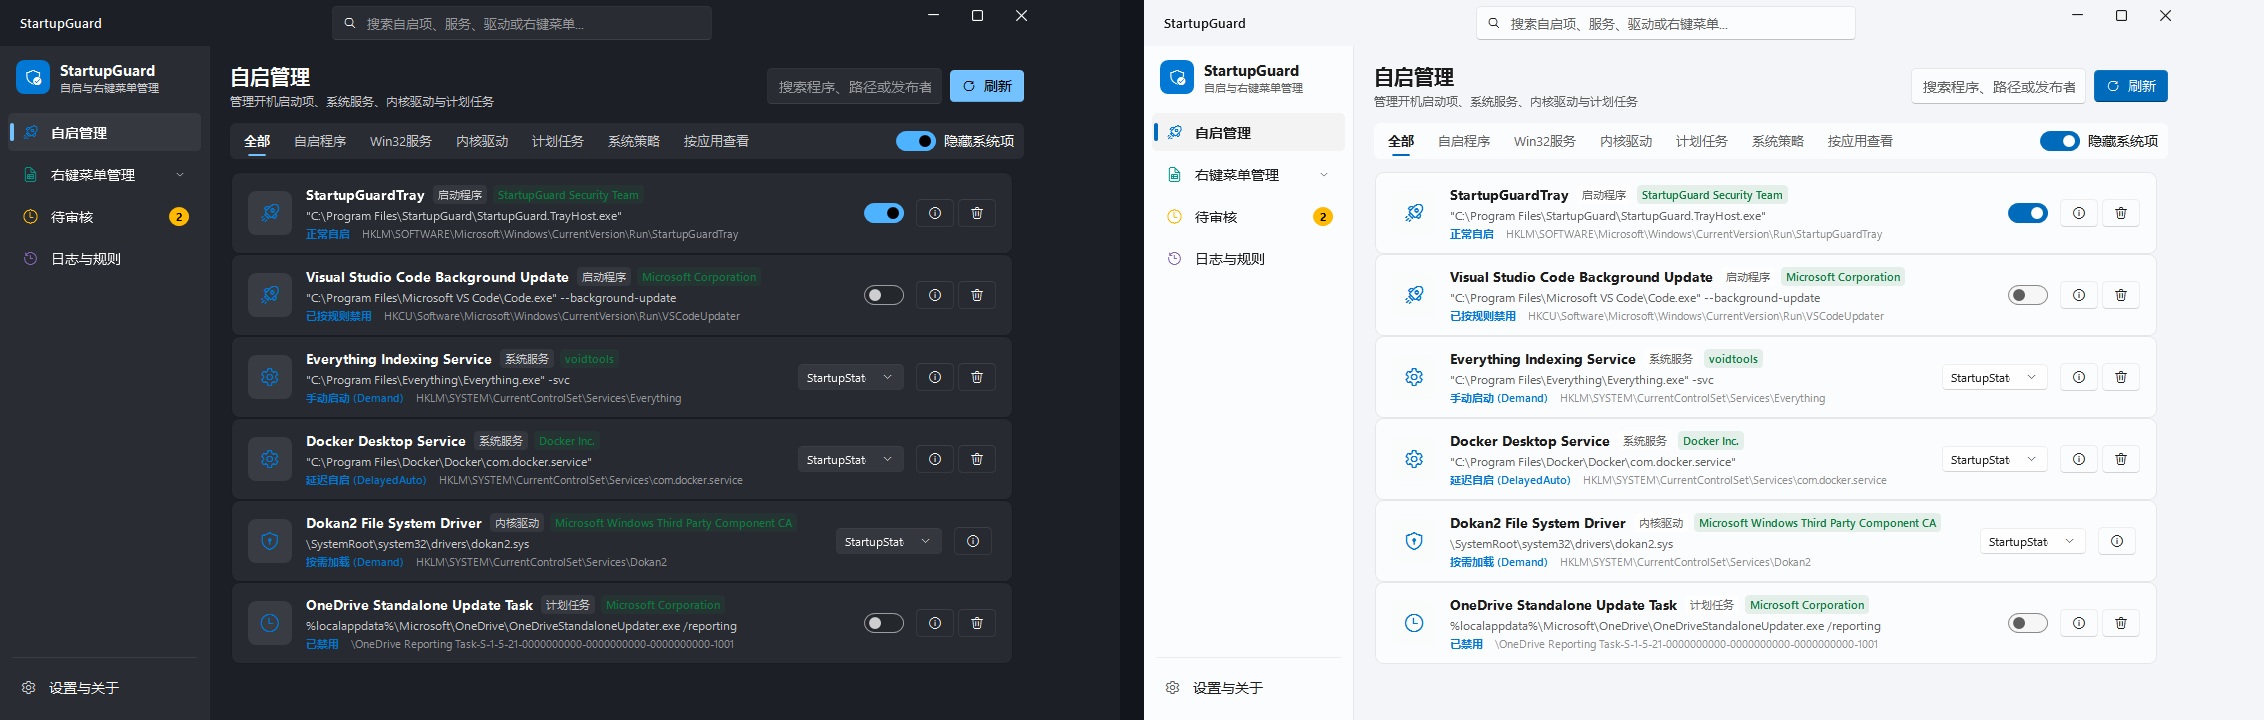 StartupGuard
搜索自启项、服务、驱动或右键菜单...
StartupGuard
自启与右键菜单管理
自启管理
右键菜单管理
待审核
2
日志与规则
设置与关于
自启管理
管理开机启动项、系统服务、内核驱动与计划任务
搜索程序、路径或发布者
刷新
全部 自启程序 Win32服务 内核驱动 计划任务 系统策略 按应用查看
隐藏系统项
StartupGuardTray 启动程序 StartupGuard Security Team
"C:\Program Files\StartupGuard\StartupGuard.TrayHost.exe"
正常自启 HKLM\SOFTWARE\Microsoft\Windows\CurrentVersion\Run\StartupGuardTray
Visual Studio Code Background Update 启动程序 Microsoft Corporation
"C:\Program Files\Microsoft VS Code\Code.exe" --background-update
已按规则禁用 HKCU\Software\Microsoft\Windows\CurrentVersion\Run\VSCodeUpdater
Everything Indexing Service 系统服务 voidtools
"C:\Program Files\Everything\Everything.exe" -svc
手动启动 (Demand) HKLM\SYSTEM\CurrentControlSet\Services\Everything
StartupStat
Docker Desktop Service 系统服务 Docker Inc.
"C:\Program Files\Docker\Docker\com.docker.service"
延迟自启 (DelayedAuto) HKLM\SYSTEM\CurrentControlSet\Services\com.docker.service
StartupStat
Dokan2 File System Driver 内核驱动 Microsoft Windows Third Party Component CA
\SystemRoot\system32\drivers\dokan2.sys
按需加载 (Demand) HKLM\SYSTEM\CurrentControlSet\Services\Dokan2
StartupStat
OneDrive Standalone Update Task 计划任务 Microsoft Corporation
%localappdata%\Microsoft\OneDrive\OneDriveStandaloneUpdater.exe /reporting
已禁用 \OneDrive Reporting Task-S-1-5-21-0000000000-0000000000-0000000000-1001
StartupGuard
搜索自启项、服务、驱动或右键菜单...
StartupGuard
自启与右键菜单管理
自启管理
右键菜单管理
待审核
2
日志与规则
设置与关于
自启管理
管理开机启动项、系统服务、内核驱动与计划任务
搜索程序、路径或发布者
刷新
全部 自启程序 Win32服务 内核驱动 计划任务 系统策略 按应用查看
隐藏系统项
StartupGuardTray 启动程序 StartupGuard Security Team
"C:\Program Files\StartupGuard\StartupGuard.TrayHost.exe"
正常自启 HKLM\SOFTWARE\Microsoft\Windows\CurrentVersion\Run\StartupGuardTray
Visual Studio Code Background Update 启动程序 Microsoft Corporation
"C:\Program Files\Microsoft VS Code\Code.exe" --background-update
已按规则禁用 HKCU\Software\Microsoft\Windows\CurrentVersion\Run\VSCodeUpdater
Everything Indexing Service 系统服务 voidtools
"C:\Program Files\Everything\Everything.exe" -svc
手动启动 (Demand) HKLM\SYSTEM\CurrentControlSet\Services\Everything
StartupStat
Docker Desktop Service 系统服务 Docker Inc.
"C:\Program Files\Docker\Docker\com.docker.service"
延迟自启 (DelayedAuto) HKLM\SYSTEM\CurrentControlSet\Services\com.docker.service
StartupStat
Dokan2 File System Driver 内核驱动 Microsoft Windows Third Party Component CA
\SystemRoot\system32\drivers\dokan2.sys
按需加载 (Demand) HKLM\SYSTEM\CurrentControlSet\Services\Dokan2
StartupStat
OneDrive Standalone Update Task 计划任务 Microsoft Corporation
%localappdata%\Microsoft\OneDrive\OneDriveStandaloneUpdater.exe /reporting
已禁用 \OneDrive Reporting Task-S-1-5-21-0000000000-0000000000-0000000000-1001